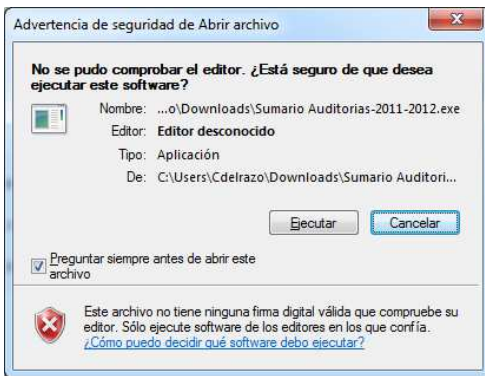 Advertencia de seguridad de Abrir archivo
No se pudo comprobar el editor. ¿Está seguro de que desea
ejecutar este software?
Nombre: ...o\Downloads\Sumario Auditorias-2011-2012.exe
Editor: Editor desconocido
Tipo: Aplicación
De: C:\Users\Cdelrazo\Downloads\Sumario Auditori...
Ejecutar Cancelar
Preguntar siempre antes de abrir este
archivo
Este archivo no tiene ninguna firma digital válida que compruebe su
editor. Sólo ejecute software de los editores en los que confía.
¿Cómo puedo decidir qué software debo ejecutar?